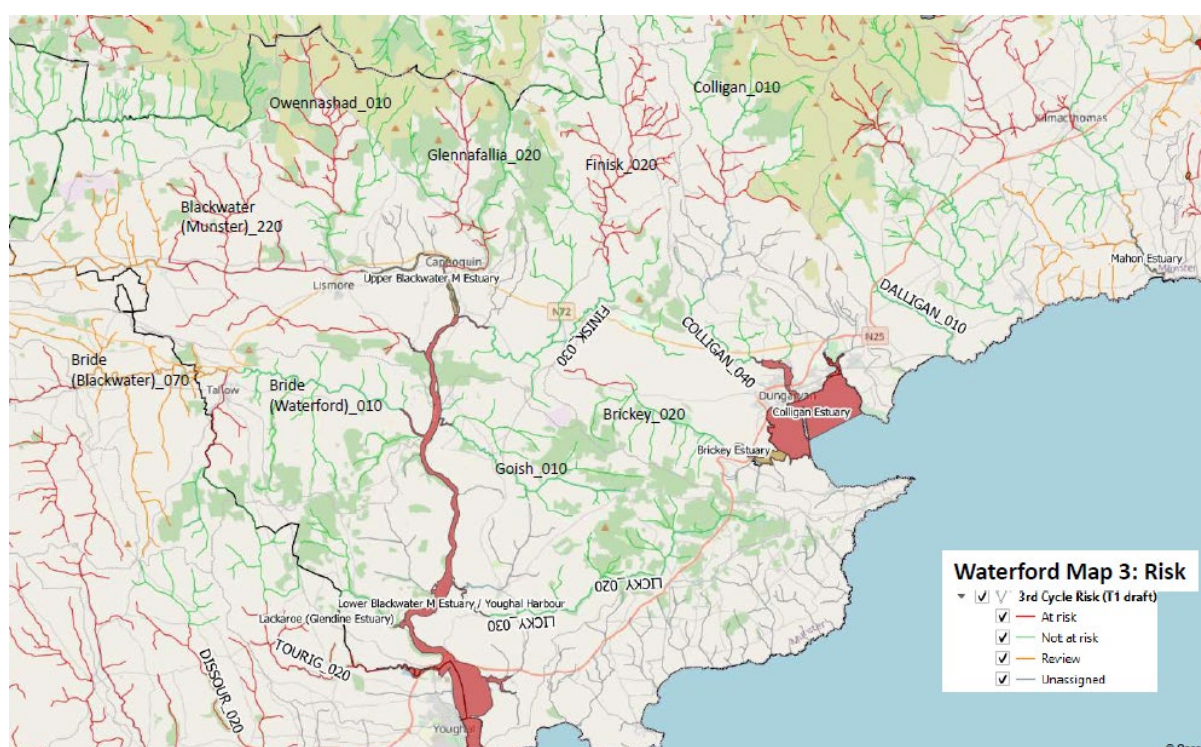 Owennashad_010
Colligan_010
Glennafallia_020
Finisk_020
Kilmacthomas
Blackwater
(Munster)_220
Cappoquin
Upper Blackwater M Estuary
Lismore
Mahon Estuary
DALLIGAN_010
N72
FINISK_030
COLLIGAN_040
N25
Bride
(Blackwater)_070
Tallow
Bride
(Waterford)_010
Dungarvan
Colligan Estuary
Brickey_020
Brickey Estuary
Goish_010
LICKY_020
Lower Blackwater M Estuary / Youghal Harbour
Lackaroe (Glendine Estuary)
LICKY_030
TOURIG_020
DISSOUR_020
Youghal
Munster
Waterford Map 3: Risk
3rd Cycle Risk (T1 draft)
At risk
Not at risk
Review
Unassigned